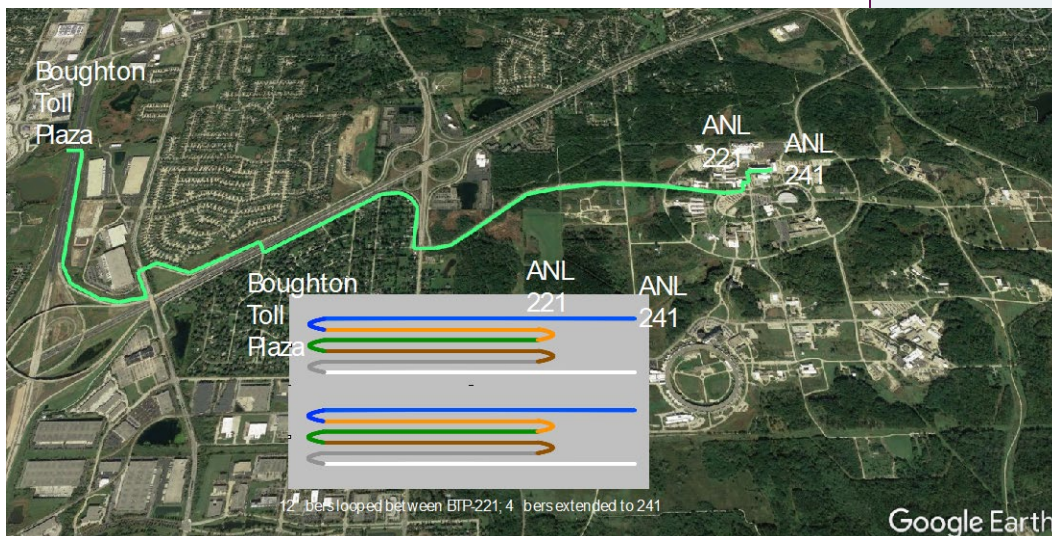 Boughton
Toll
Plaza
ANL
221
ANL
241
Boughton
Toll
Plaza
ANL
221
ANL
241
12 bers looped between BTP-221; 4 bers extended to 241
Google Earth